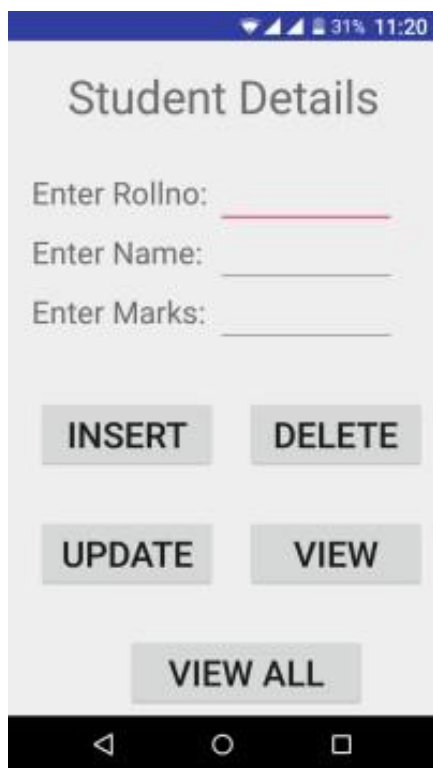 31% 11:20
Student Details
Enter Rollno:
Enter Name:
Enter Marks:
INSERT DELETE
UPDATE VIEW
VIEW ALL